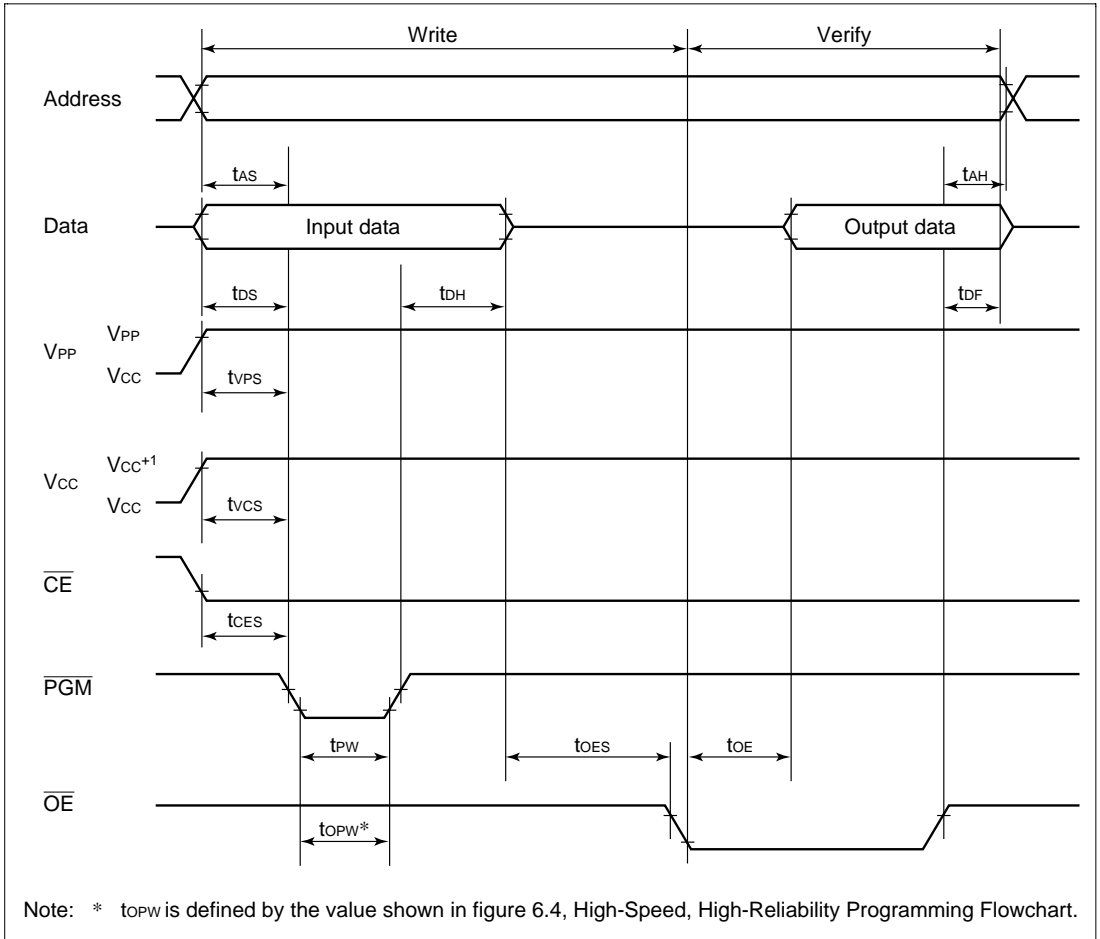 Write Verify
Address
tAS tAH
Data Input data Output data
tDS tDH tDF
VPP VPP
VCC
tVPS
VCC VCC+1
VCC
tVCS
CE
tCES
PGM
tPW tOES tOE
OE
tOPW*
Note: * tOPW is defined by the value shown in figure 6.4, High-Speed, High-Reliability Programming Flowchart.